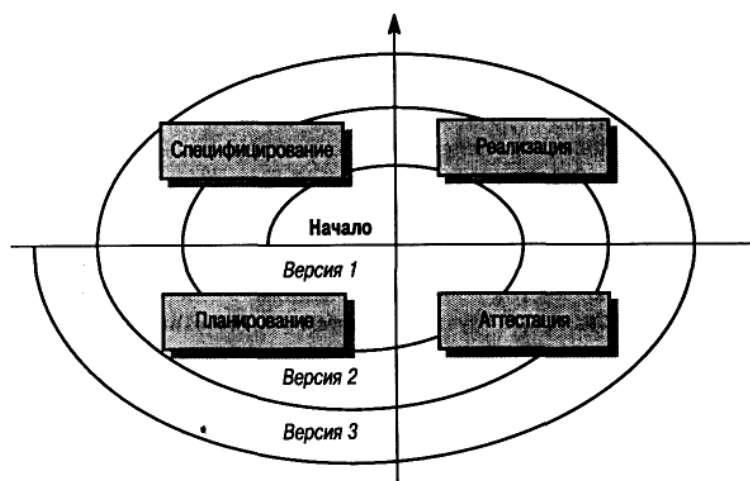 Специфицирование
Реализация
Начало
Версия 1
Планирование
Аттестация
Версия 2
Версия 3